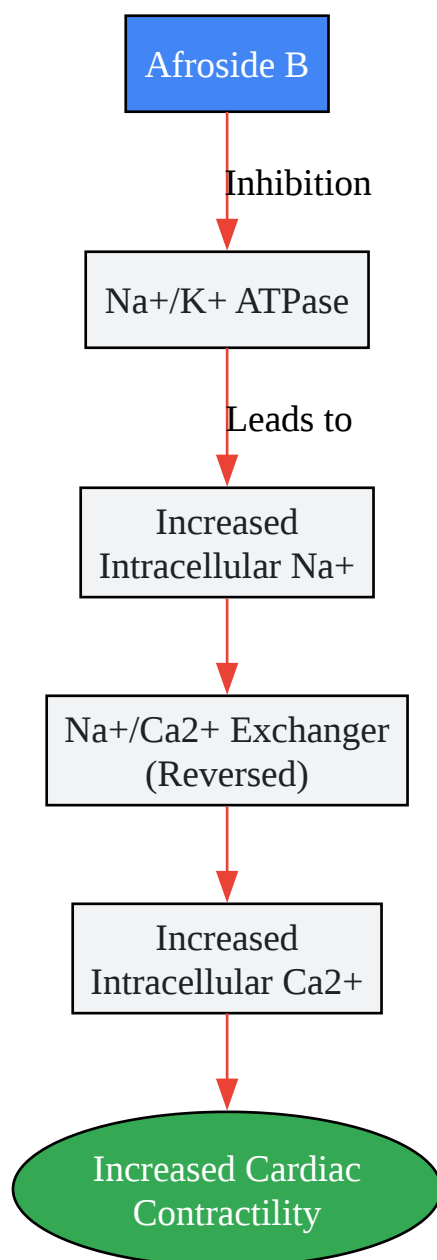 Afroside B
Inhibition
Na+/K+ ATPase
Leads to
Increased
Intracellular Na+
Na+/Ca2+ Exchanger
(Reversed)
Increased
Intracellular Ca2+
Increased Cardiac
Contractility